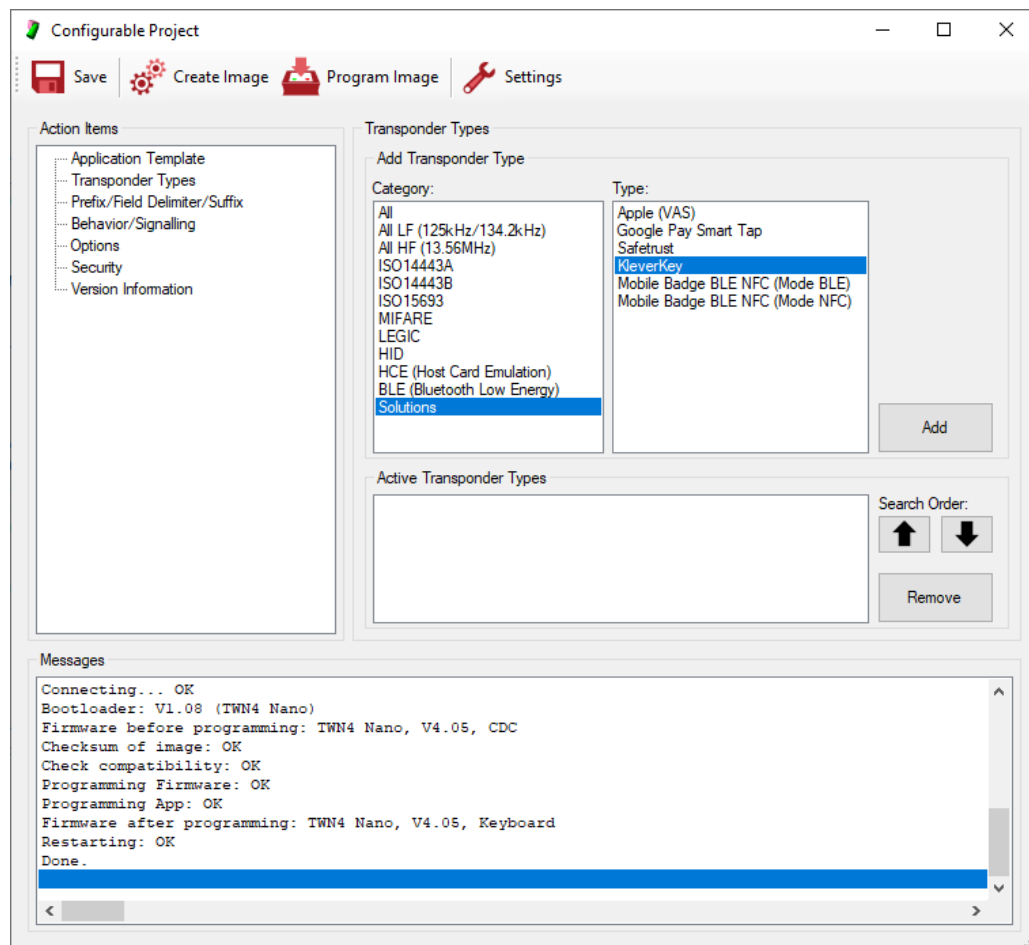 Configurable Project
Save
Create Image
Program Image
Settings
Action Items
Application Template
Transponder Types
Prefix/Field Delimiter/Suffix
Behavior/Signalling
Options
Security
Version Information
Transponder Types
Add Transponder Type
Category:
All
All LF (125kHz/134.2kHz)
All HF (13.56MHz)
ISO14443A
ISO14443B
ISO15693
MIFARE
LEGIC
HID
HCE (Host Card Emulation)
BLE (Bluetooth Low Energy)
Solutions
Type:
Apple (VAS)
Google Pay Smart Tap
Safetrust
KleverKey
Mobile Badge BLE NFC (Mode BLE)
Mobile Badge BLE NFC (Mode NFC)
Add
Active Transponder Types
Search Order:
Remove
Messages
Connecting... OK
Bootloader: V1.08 (TWN4 Nano)
Firmware before programming: TWN4 Nano, V4.05, CDC
Checksum of image: OK
Check compatibility: OK
Programming Firmware: OK
Programming App: OK
Firmware after programming: TWN4 Nano, V4.05, Keyboard
Restarting: OK
Done.